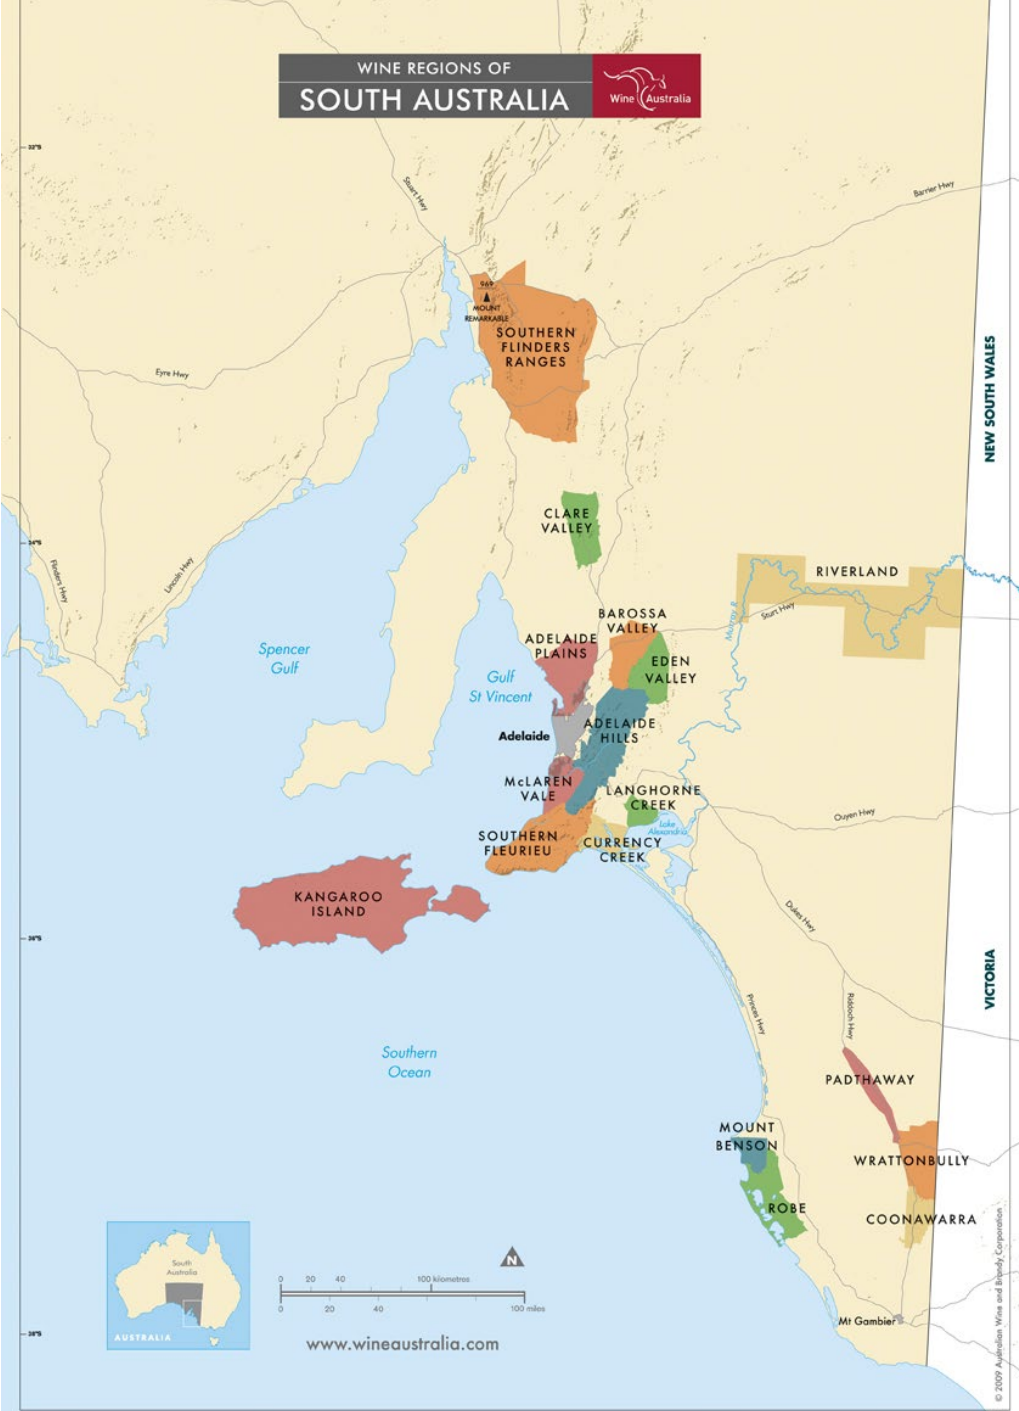 WINE REGIONS OF
SOUTH AUSTRALIA
Wine Australia
32°S
Stuart Hwy
Barrier Hwy
969
MOUNT
REMARKABLE
SOUTHERN
FLINDERS
RANGES
NEW SOUTH WALES
Eyre Hwy
CLARE
VALLEY
34°S
Flinders Hwy
Lincoln Hwy
RIVERLAND
Murray R
Sturt Hwy
BAROSSA
VALLEY
ADELAIDE
PLAINS
EDEN
VALLEY
Spencer
Gulf
Gulf
St Vincent
Adelaide
ADELAIDE
HILLS
McLAREN
VALE
LANGHORNE
CREEK
Lake
Alexandria
Ouyen Hwy
SOUTHERN
FLEURIEU
CURRENCY
CREEK
KANGAROO
ISLAND
36°S
Dukes Hwy
VICTORIA
Princes Hwy
Riddoch Hwy
Southern
Ocean
PADTHAWAY
MOUNT
BENSON
WRATTONBULLY
ROBE
COONAWARRA
South
Australia
AUSTRALIA
N
0 20 40 100 kilometres
0 20 40 100 miles
www.wineaustralia.com
Mt Gambier
38°S
© 2009 Australian Wine and Brandy Corporation